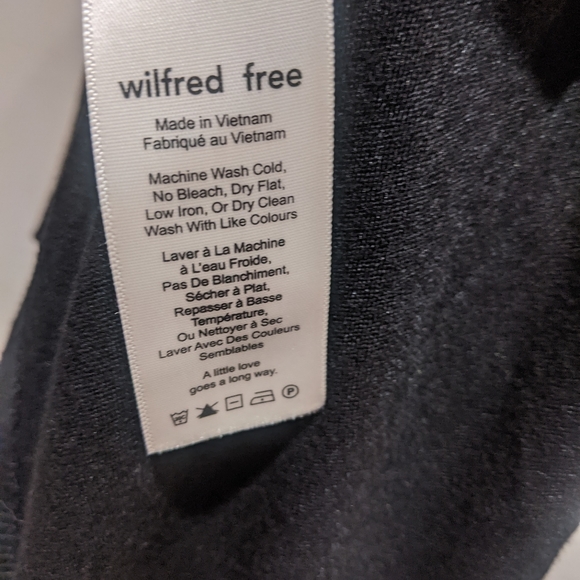 wilfred free
Made in Vietnam
Fabriqué au Vietnam
Machine Wash Cold,
No Bleach, Dry Flat,
Low Iron, Or Dry Clean
Wash With Like Colours
Laver à La Machine
à L'eau Froide,
Pas De Blanchiment,
Sécher à Plat,
Repasser à Basse
Température,
Ou Nettoyer à Sec
Laver Avec Des Couleurs
Semblables
A little love
goes a long way.
P